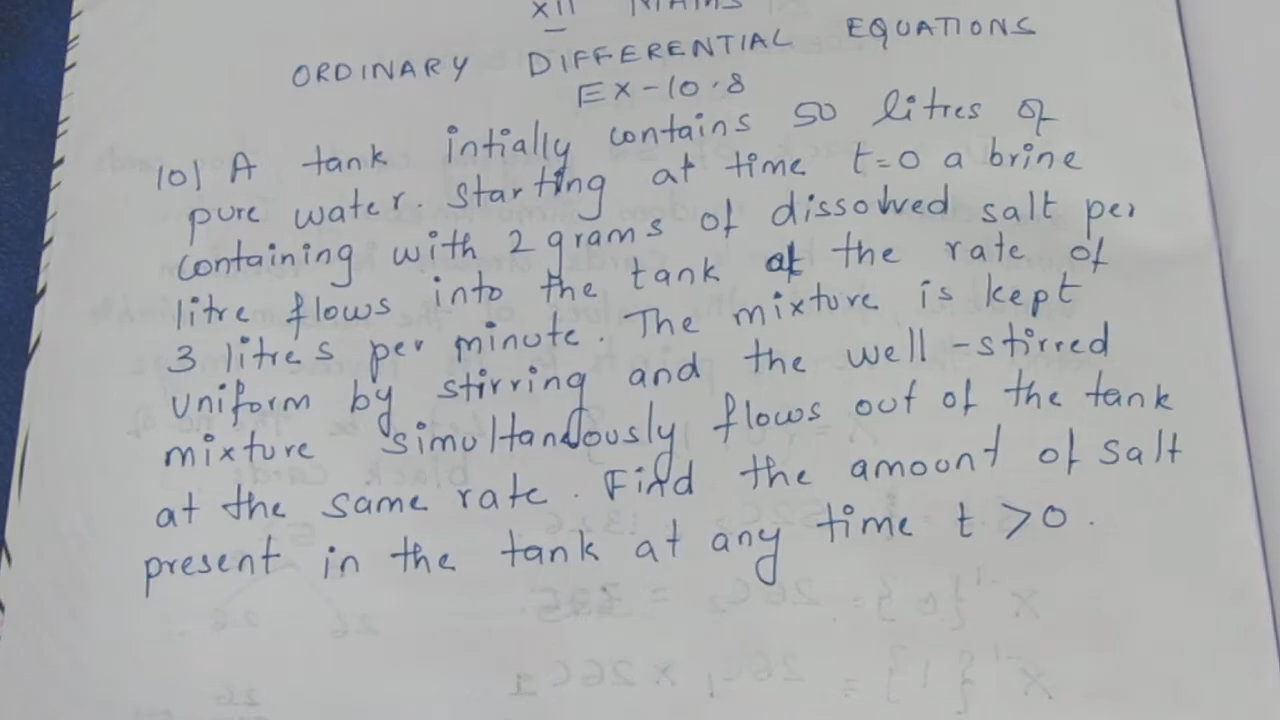 XII MATHS
ORDINARY DIFFERENTIAL EQUATIONS
EX-10.8
10) A tank intially contains 50 litres of
pure water. Starting at time t=0 a brine
containing with 2 grams of dissolved salt per
litre flows into the tank at the rate of
3 litres per minute. The mixture is kept
uniform by stirring and the well-stirred
mixture simultaneously flows out of the tank
at the same rate. Find the amount of salt
present in the tank at any time t >0.